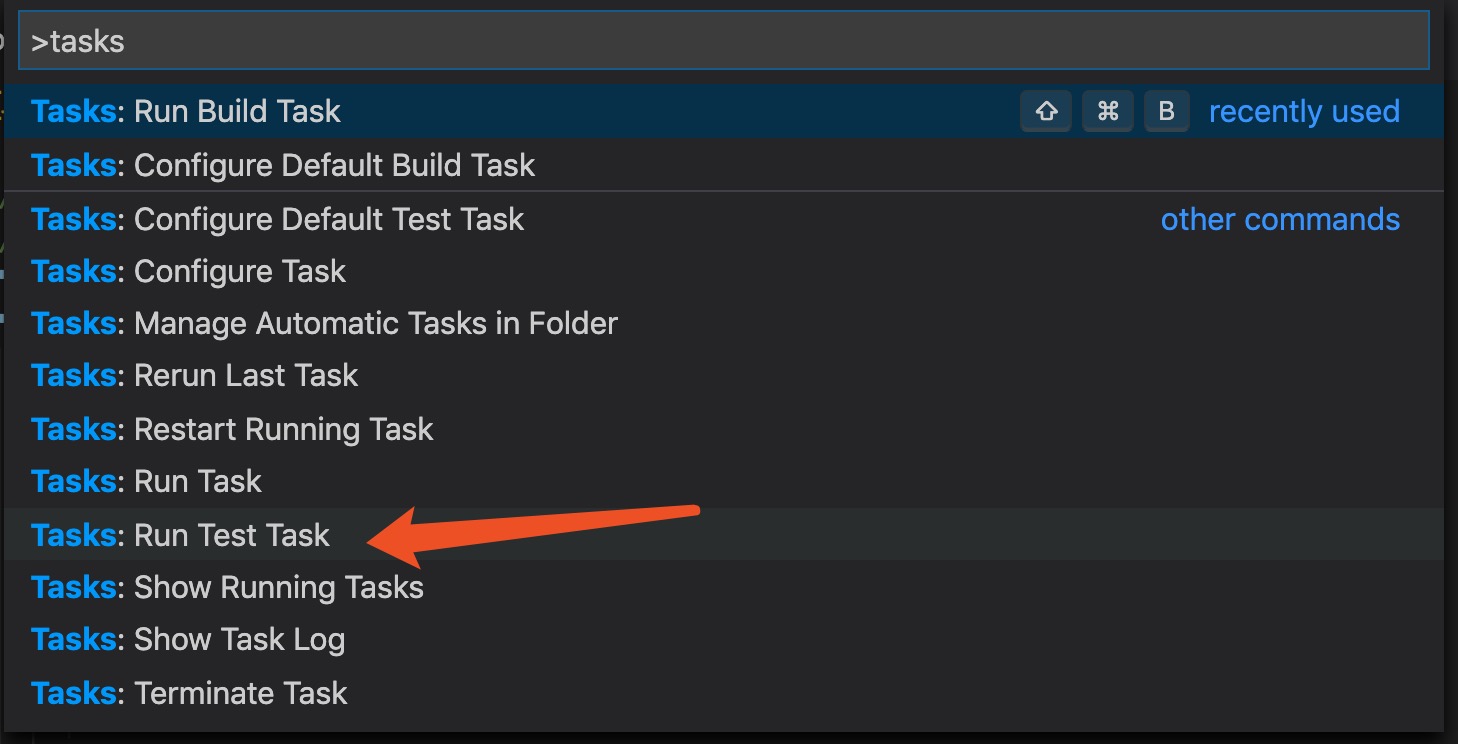 >tasks
Tasks: Run Build Task ⇧ ⌘ B recently used
Tasks: Configure Default Build Task
Tasks: Configure Default Test Task other commands
Tasks: Configure Task
Tasks: Manage Automatic Tasks in Folder
Tasks: Rerun Last Task
Tasks: Restart Running Task
Tasks: Run Task
Tasks: Run Test Task
Tasks: Show Running Tasks
Tasks: Show Task Log
Tasks: Terminate Task